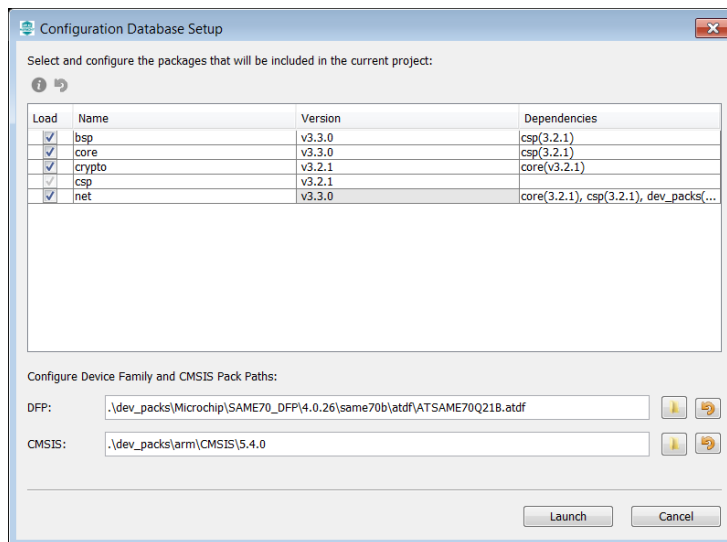 Configuration Database Setup
Select and configure the packages that will be included in the current project:
Load Name Version Dependencies
bsp v3.3.0 csp(3.2.1)
core v3.3.0 csp(3.2.1)
crypto v3.2.1 core(v3.2.1)
csp v3.2.1
net v3.3.0 core(3.2.1), csp(3.2.1), dev_packs(...
Configure Device Family and CMSIS Pack Paths:
DFP: .\dev_packs\Microchip\SAME70_DFP\4.0.26\same70b\atdf\ATSAME70Q21B.atdf
CMSIS: .\dev_packs\arm\CMSIS\5.4.0
Launch Cancel